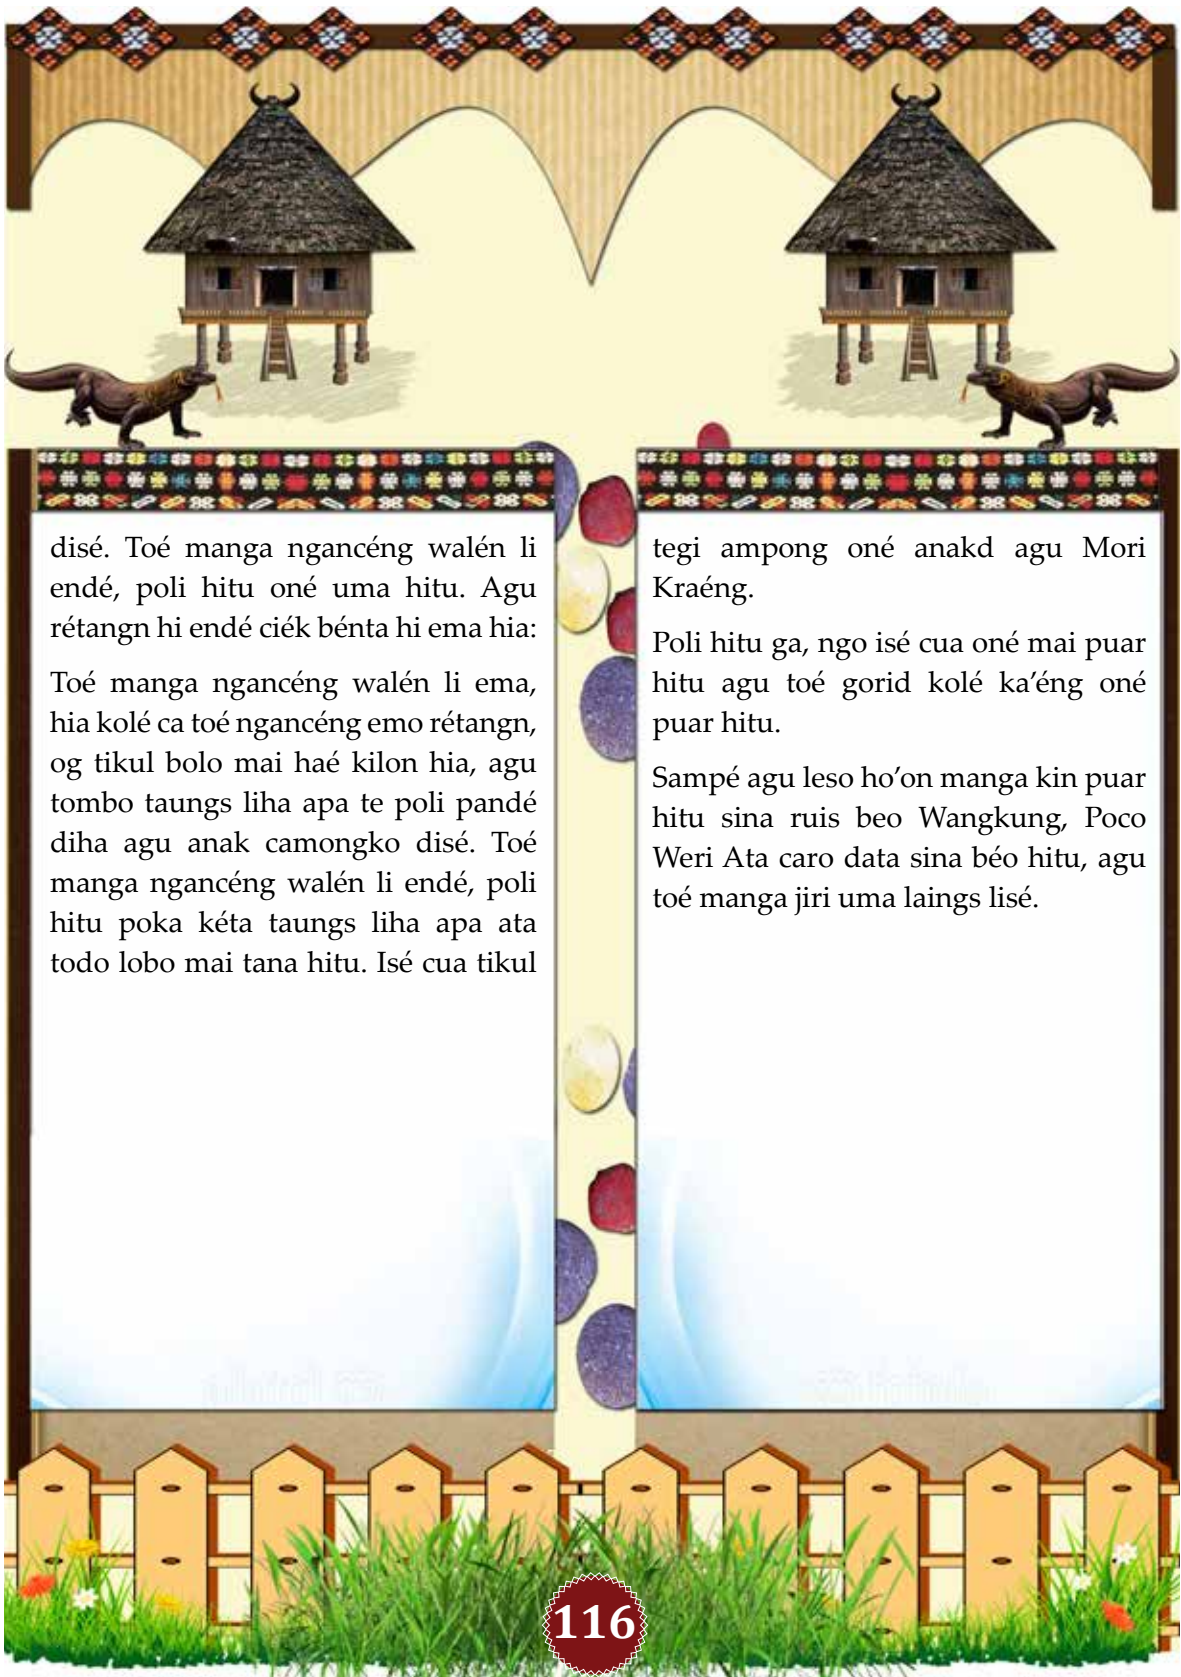 disé. Toé manga ngancéng walén li
endé, poli hitu oné uma hitu. Agu
rétangn hi endé ciék bénta hi ema hia:
Toé manga ngancéng walén li ema,
hia kolé ca toé ngancéng emo rétangn,
og tikul bolo mai haé kilon hia, agu
tombo taungs liha apa te poli pandé
diha agu anak camongko disé. Toé
manga ngancéng walén li endé, poli
hitu poka kéta taungs liha apa ata
todo lobo mai tana hitu. Isé cua tikul
tegi ampong oné anakd agu Mori
Kraéng.
Poli hitu ga, ngo isé cua oné mai puar
hitu agu toé gorid kolé ka’éng oné
puar hitu.
Sampé agu leso ho’on manga kin puar
hitu sina ruis beo Wangkung, Poco
Weri Ata caro data sina béo hitu, agu
toé manga jiri uma laings lisé.
116